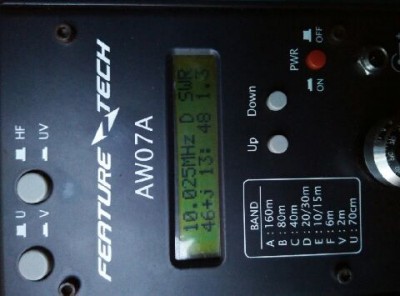 FEATURE TECH
AW07A
HF
UV
U
V
10.025MHz D SWR
46+j 13: 48 1.3
Up
Down
PWR
OFF
ON
BAND
A : 160m
B : 80m
C : 40m
D : 20/30m
E : 10/15m
F : 6m
V : 2m
U : 70cm